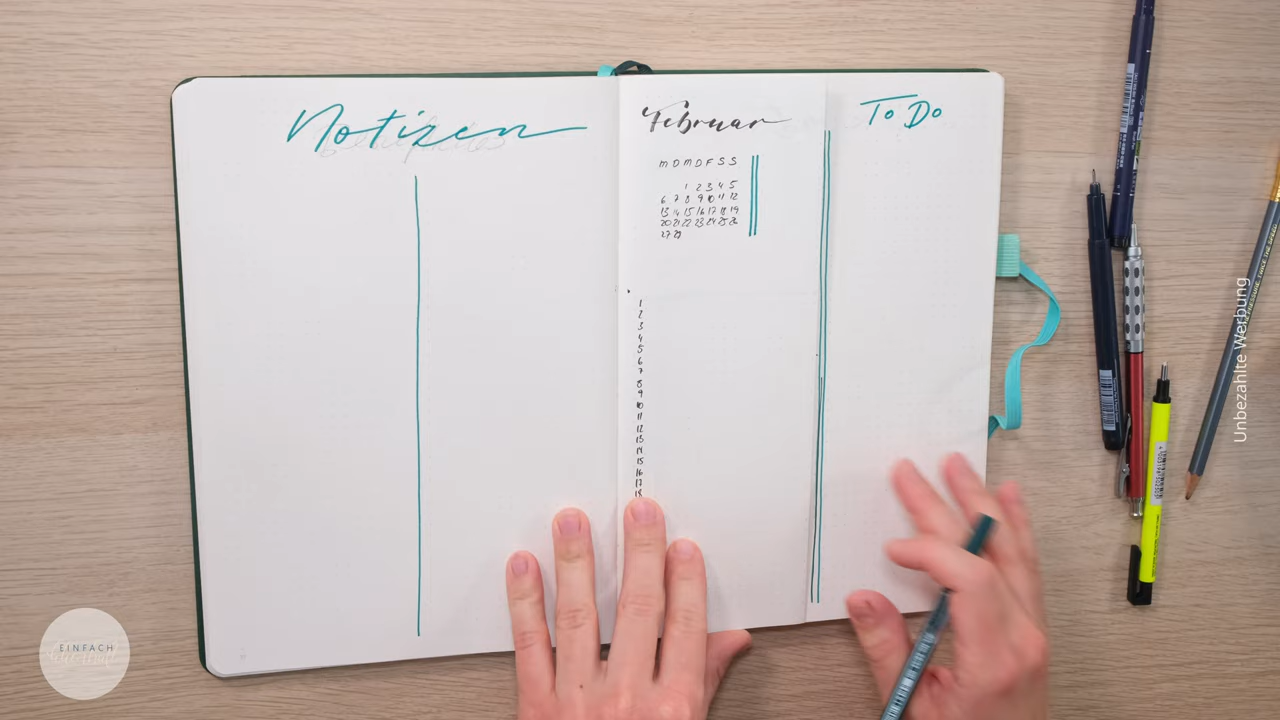 Notizen
Februar
M D M D F S S
1 2 3 4 5
6 7 8 9 10 11 12
13 14 15 16 17 18 19
20 21 22 23 24 25 26
27 28
1
2
3
4
5
6
7
8
9
10
11
12
13
14
15
16
17
18
To Do
Unbezahlte Werbung
EINFACH